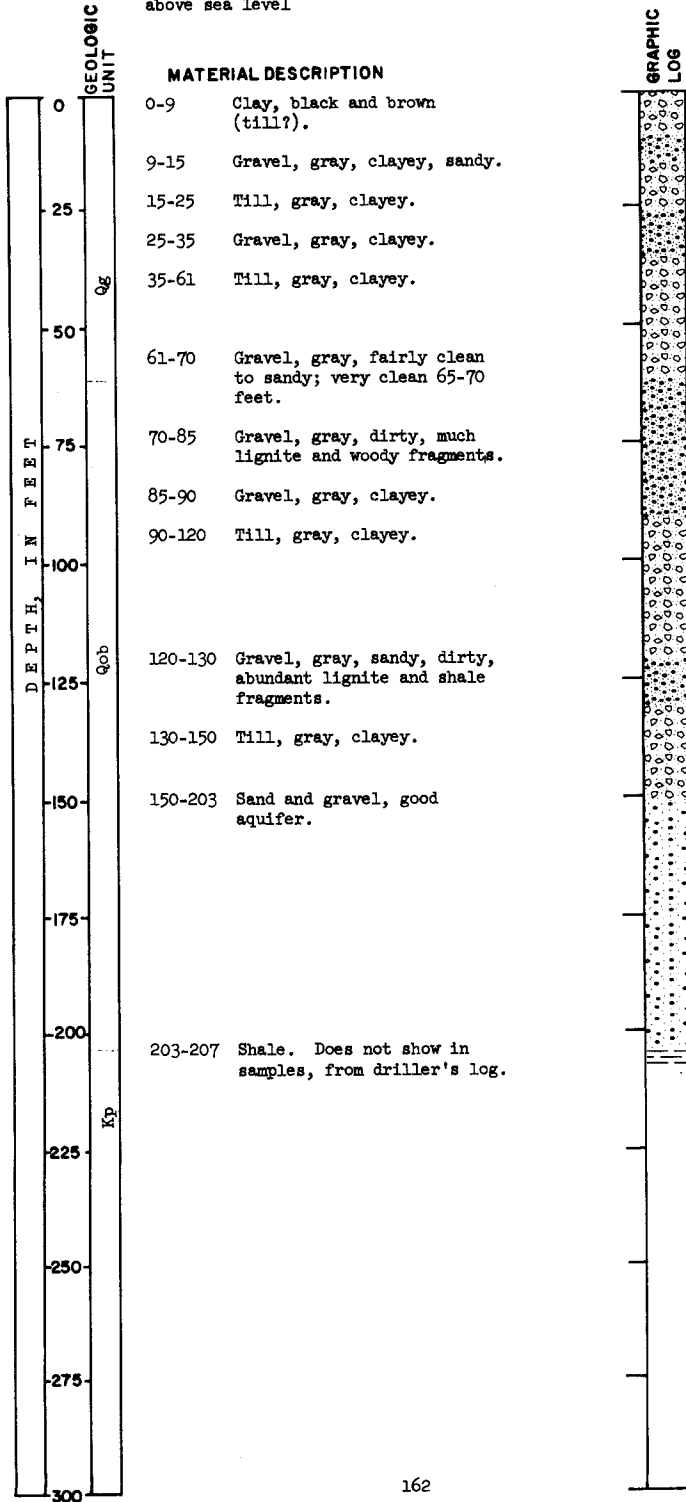 above sea level
GEOLOGIC
UNIT
MATERIAL DESCRIPTION
GRAPHIC
LOG
DEPTH, IN FEET
0
25
50
75
100
125
150
175
200
225
250
275
300
Qg
Qob
Kp
0-9 Clay, black and brown
(till?).
9-15 Gravel, gray, clayey, sandy.
15-25 Till, gray, clayey.
25-35 Gravel, gray, clayey.
35-61 Till, gray, clayey.
61-70 Gravel, gray, fairly clean
to sandy; very clean 65-70
feet.
70-85 Gravel, gray, dirty, much
lignite and woody fragments.
85-90 Gravel, gray, clayey.
90-120 Till, gray, clayey.
120-130 Gravel, gray, sandy, dirty,
abundant lignite and shale
fragments.
130-150 Till, gray, clayey.
150-203 Sand and gravel, good
aquifer.
203-207 Shale. Does not show in
samples, from driller's log.
162